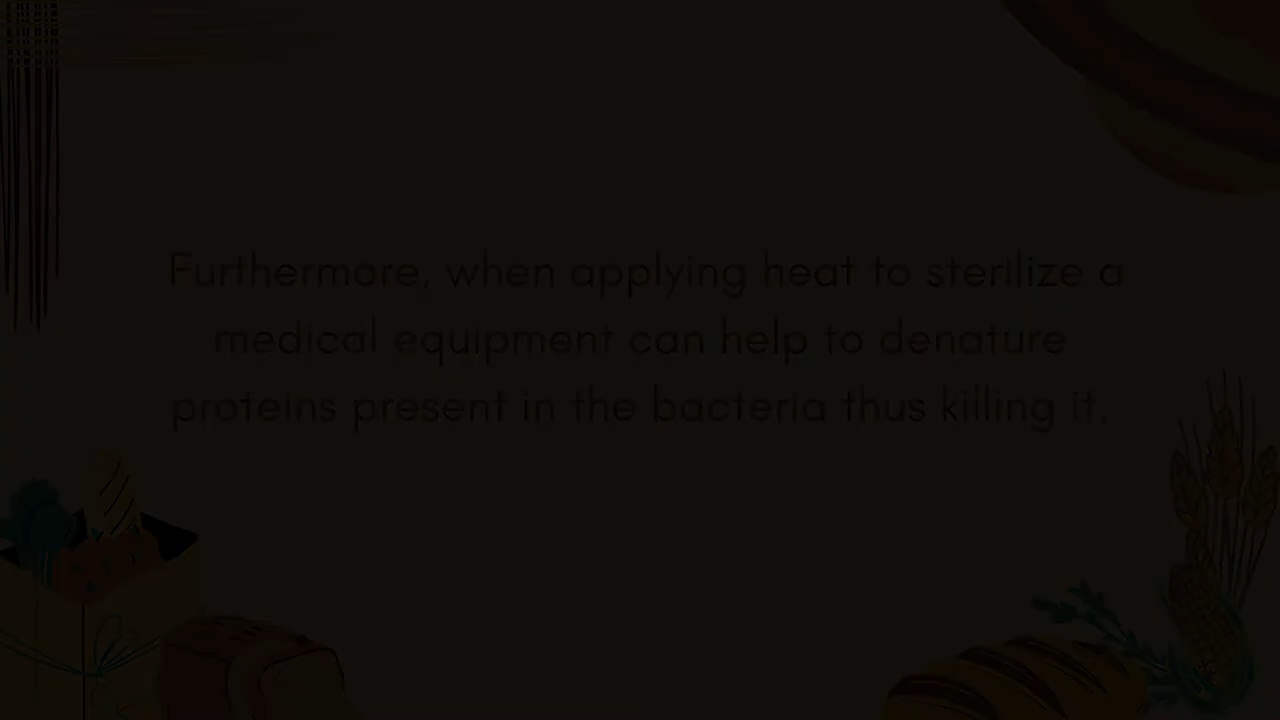 Furthermore, when applying heat to sterilize a
medical equipment can help to denature
proteins present in the bacteria thus killing it.